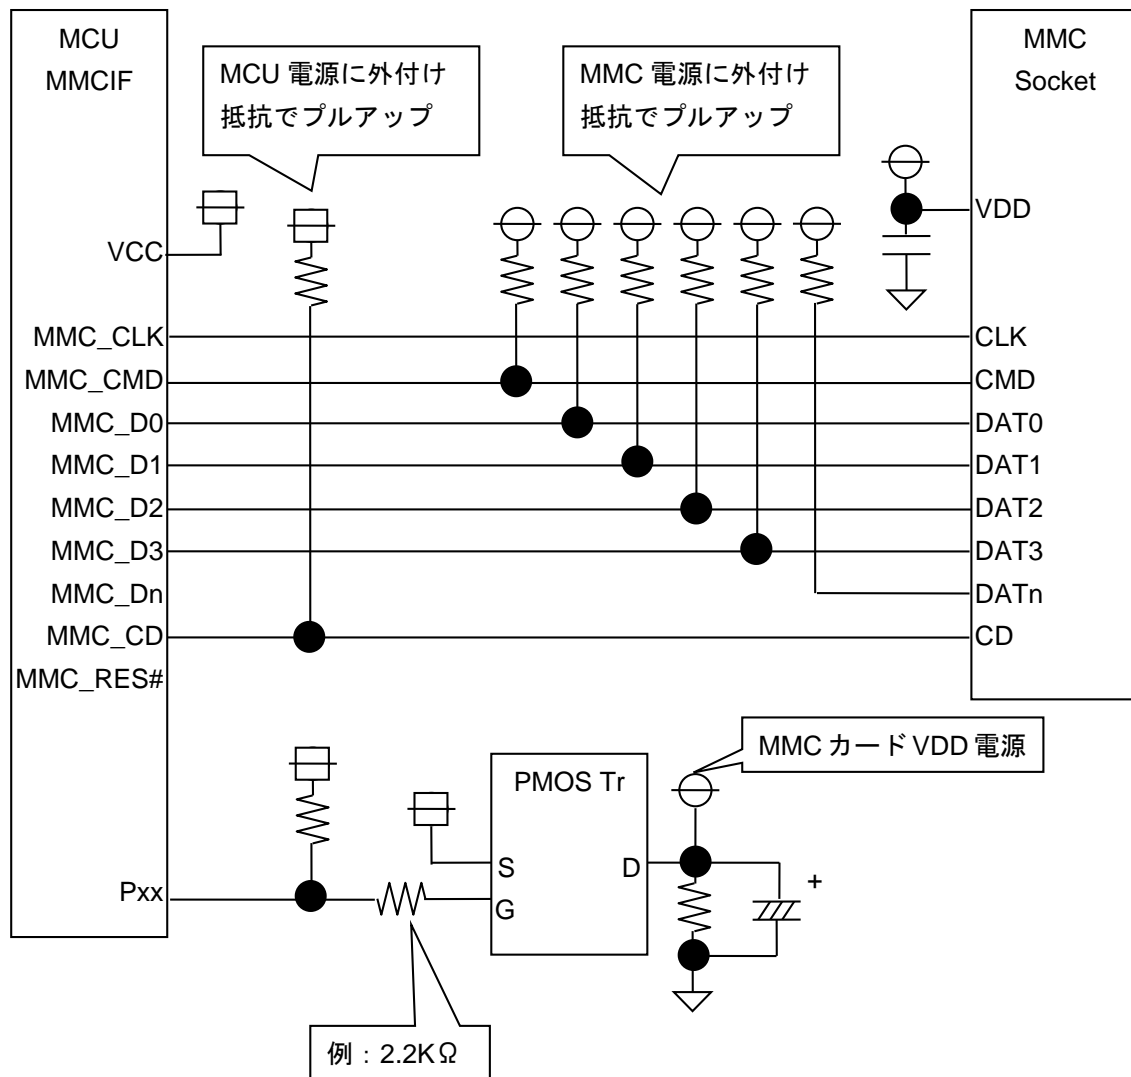 MCU
MMCIF
MCU 電源に外付け
抵抗でプルアップ
MMC 電源に外付け
抵抗でプルアップ
MMC
Socket
VCC
VDD
MMC_CLK
CLK
MMC_CMD
CMD
MMC_D0
DAT0
MMC_D1
DAT1
MMC_D2
DAT2
MMC_D3
DAT3
MMC_Dn
DATn
MMC_CD
CD
MMC_RES#
MMC カード VDD 電源
PMOS Tr
S
D
G
+
Pxx
例：2.2KΩ